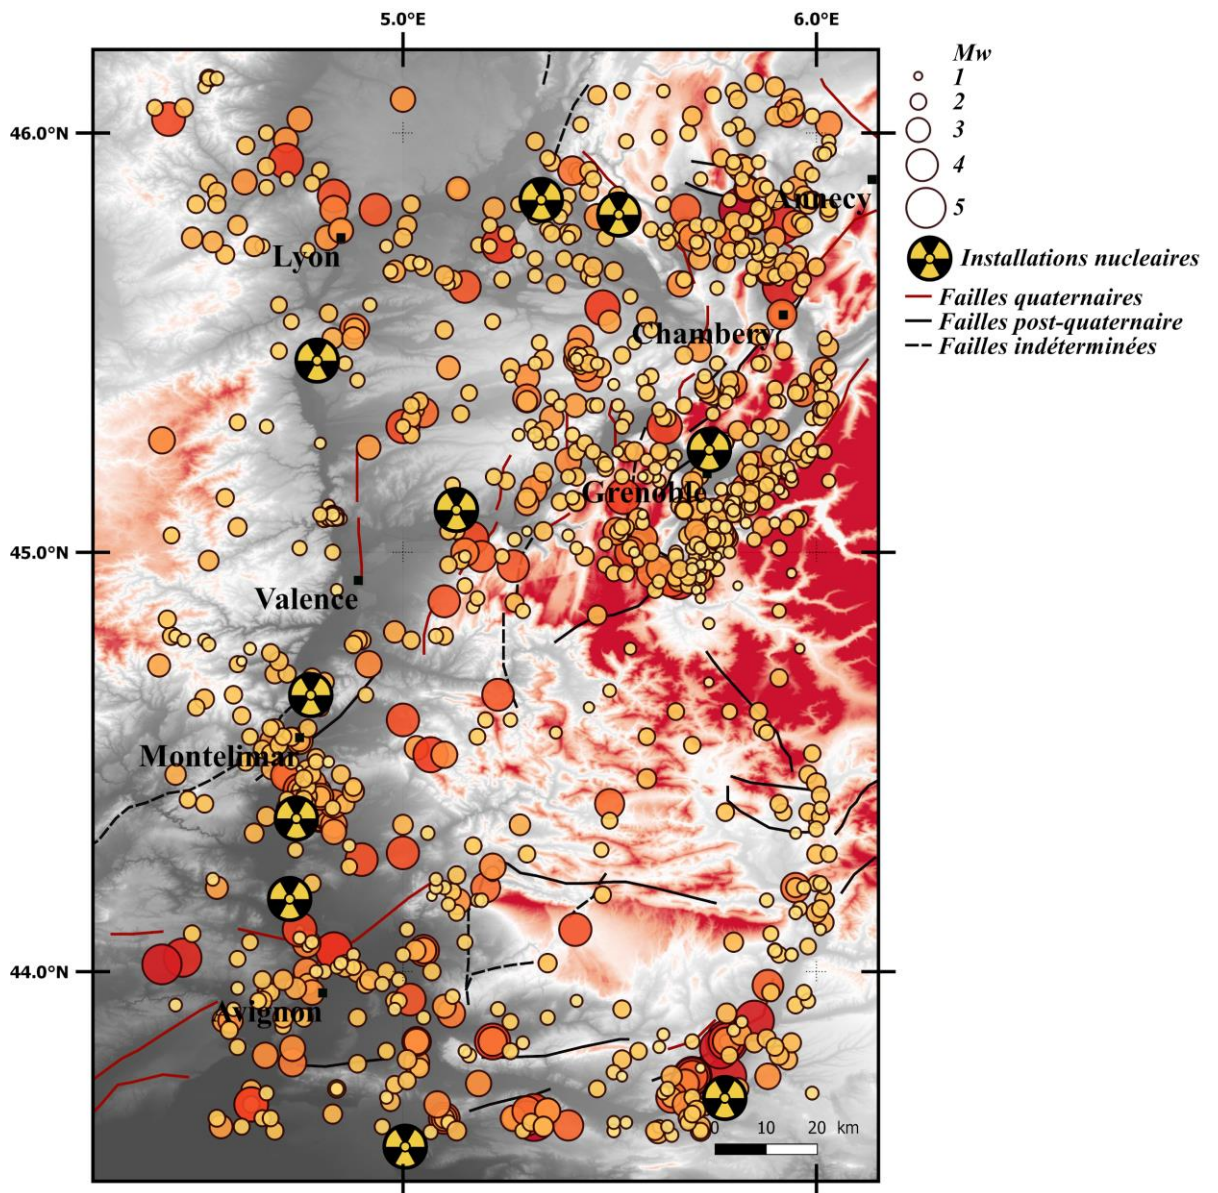 5.0°E 6.0°E
Mw
1
2
3
4
5
46.0°N
Annecy
Lyon
Installations nucleaires
Failles quaternaires
Failles post-quaternaire
Failles indéterminées
Chambery
Grenoble
45.0°N
Valence
Montelimar
44.0°N
Avignon
0 10 20 km